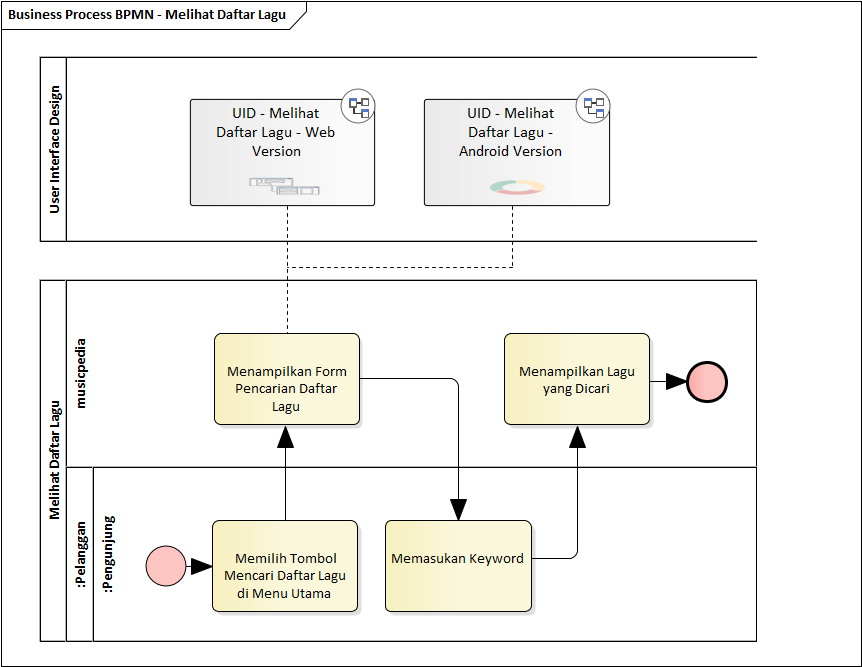 Business Process BPMN - Melihat Daftar Lagu
User Interface Design
UID - Melihat
Daftar Lagu - Web
Version
UID - Melihat
Daftar Lagu -
Android Version
Melihat Daftar Lagu
musicpedia
Menampilkan Form
Pencarian Daftar
Lagu
Menampilkan Lagu
yang Dicari
:Pelanggan
:Pengunjung
Memilih Tombol
Mencari Daftar Lagu
di Menu Utama
Memasukan Keyword